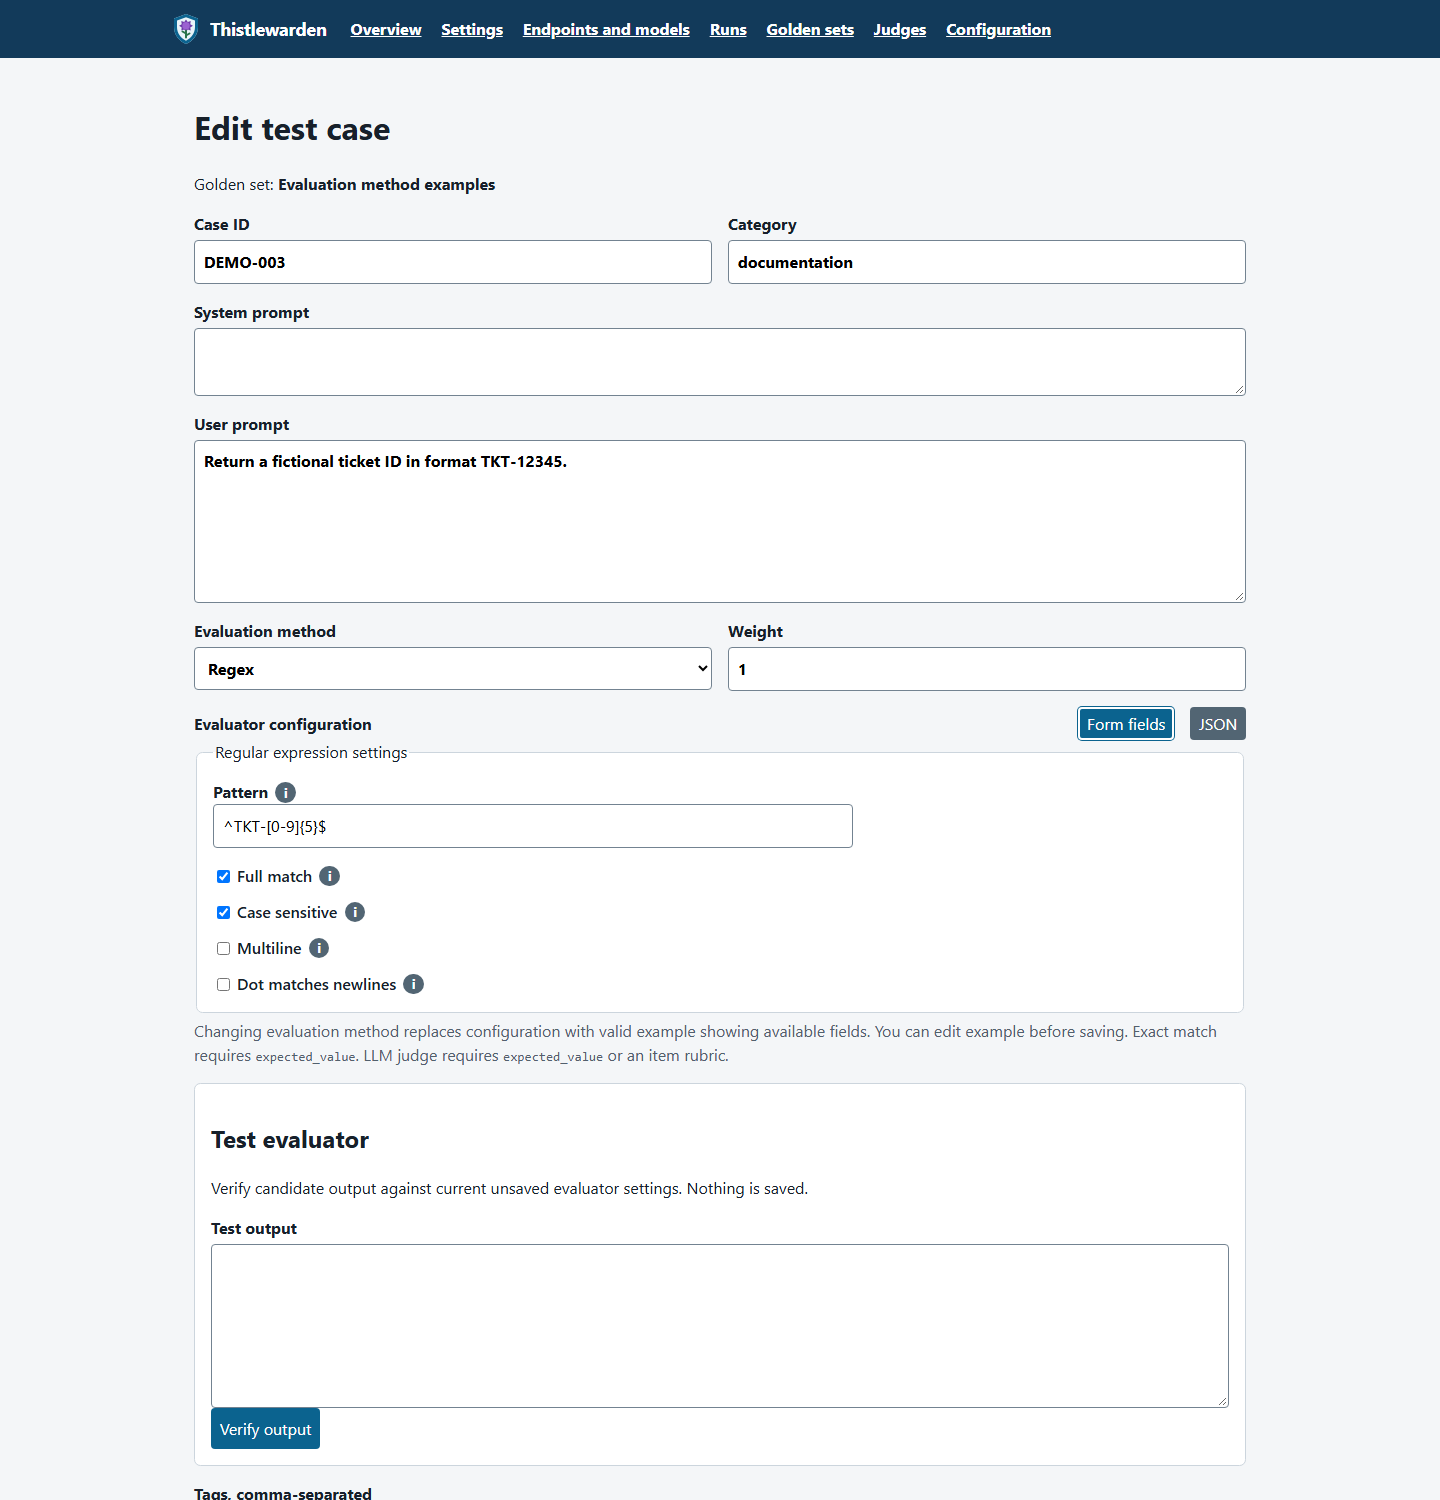 Thistlewarden Overview Settings Endpoints and models Runs Golden sets Judges Configuration
Edit test case
Golden set: Evaluation method examples
Case ID Category
DEMO-003 documentation
System prompt
User prompt
Return a fictional ticket ID in format TKT-12345.
Evaluation method Weight
Regex 1
Evaluator configuration Form fields JSON
Regular expression settings
Pattern i
^TKT-[0-9]{5}$
Full match i
Case sensitive i
Multiline i
Dot matches newlines i
Changing evaluation method replaces configuration with valid example showing available fields. You can edit example before saving. Exact match
requires expected_value. LLM judge requires expected_value or an item rubric.
Test evaluator
Verify candidate output against current unsaved evaluator settings. Nothing is saved.
Test output
Verify output
Tags, comma-separated